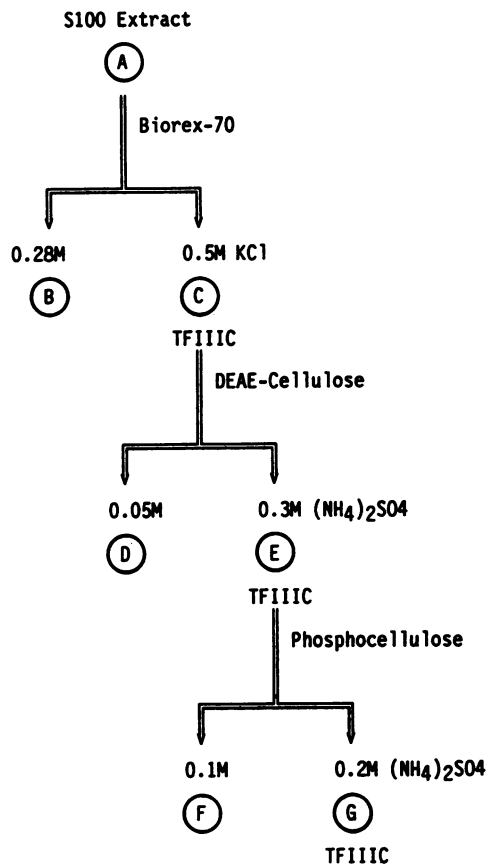 S100 Extract
A
Biorex-70
0.28M 0.5M KCl
B C
TFIIIC
DEAE-Cellulose
0.05M 0.3M (NH4)2SO4
D E
TFIIIC
Phosphocellulose
0.1M 0.2M (NH4)2SO4
F G
TFIIIC